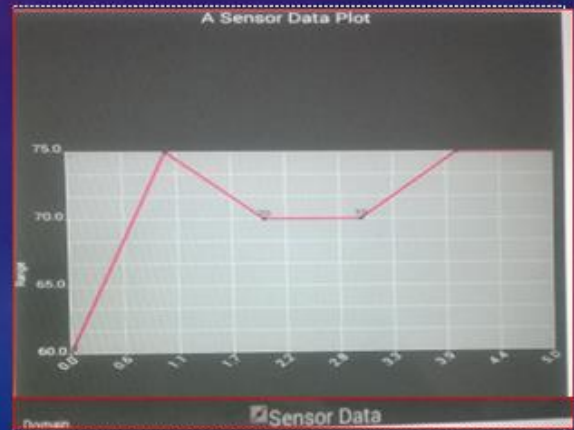 A Sensor Data Plot
75.0
70.0
65.0
60.0
Range
0.0 0.6 1.1 1.7 2.2 2.8 3.3 3.9 4.4 5.0
Sensor Data
Domain